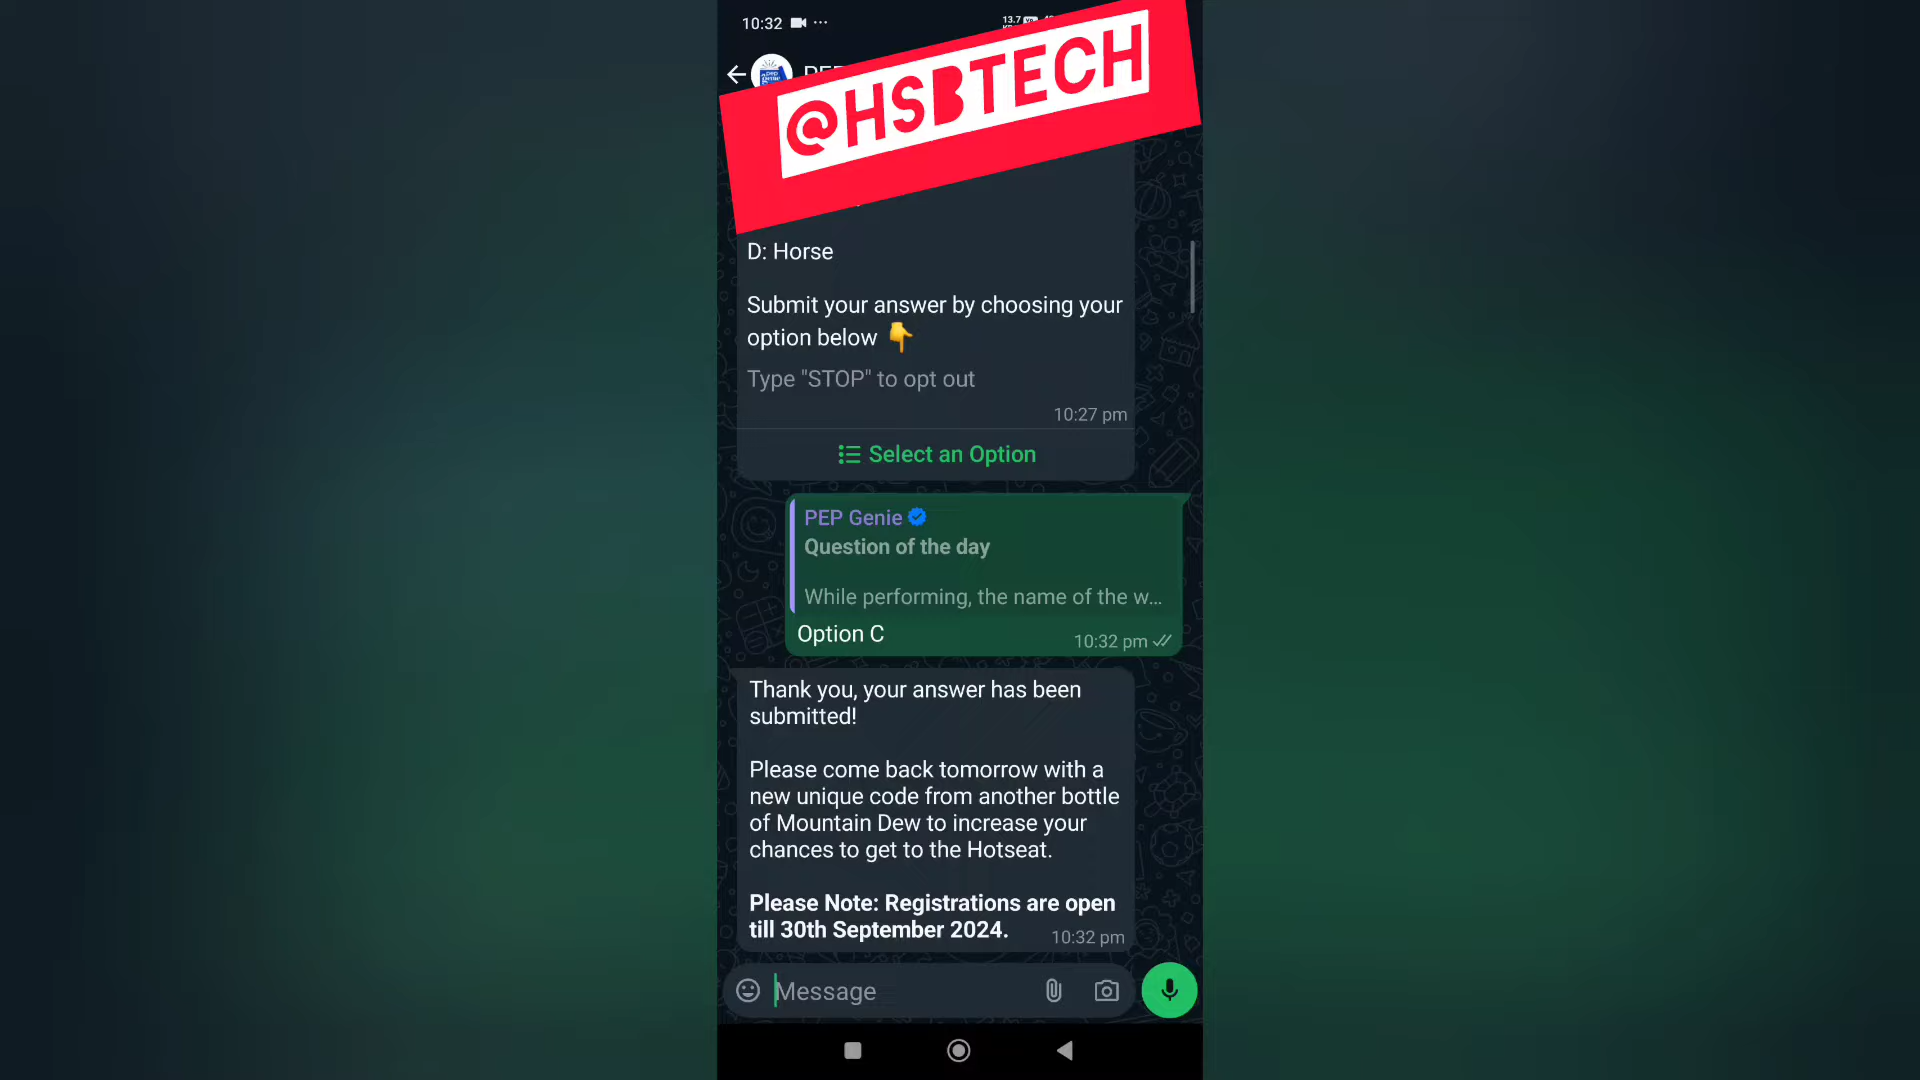 10:32
13.7
@HSBTECH
D: Horse
Submit your answer by choosing your
option below
Type "STOP" to opt out
10:27 pm
Select an Option
PEP Genie
Question of the day
While performing, the name of the w...
Option C
10:32 pm
Thank you, your answer has been
submitted!
Please come back tomorrow with a
new unique code from another bottle
of Mountain Dew to increase your
chances to get to the Hotseat.
Please Note: Registrations are open
till 30th September 2024.
10:32 pm
Message